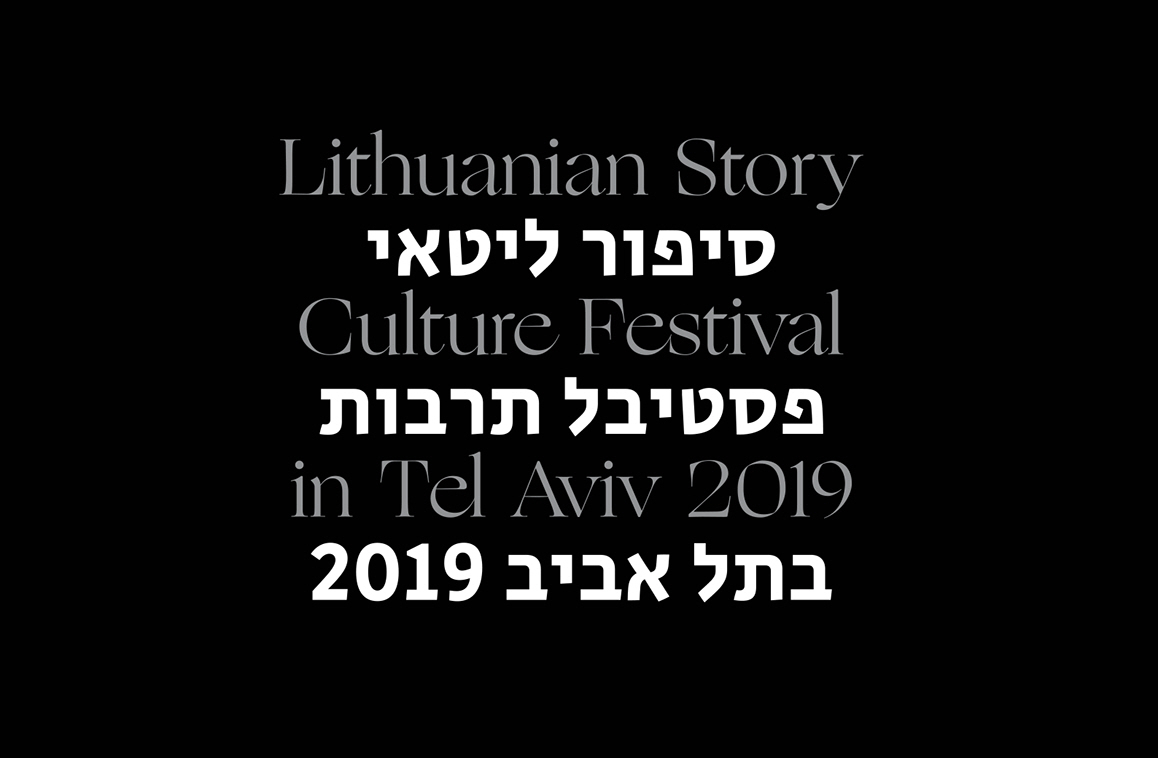 Lithuanian Story
סיפור ליטאי
Culture Festival
פסטיבל תרבות
in Tel Aviv 2019
בתל אביב 2019